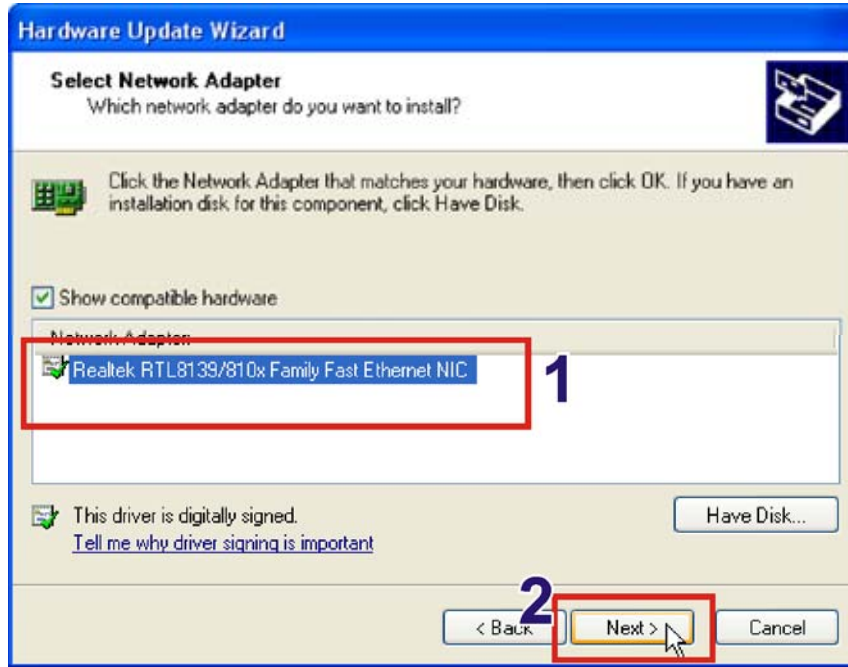 Hardware Update Wizard
Select Network Adapter
Which network adapter do you want to install?
Click the Network Adapter that matches your hardware, then click OK. If you have an
installation disk for this component, click Have Disk.
Show compatible hardware
Network Adapter:
Realtek RTL8139/810x Family Fast Ethernet NIC
1
This driver is digitally signed.
Have Disk...
Tell me why driver signing is important
2
< Back
Next >
Cancel